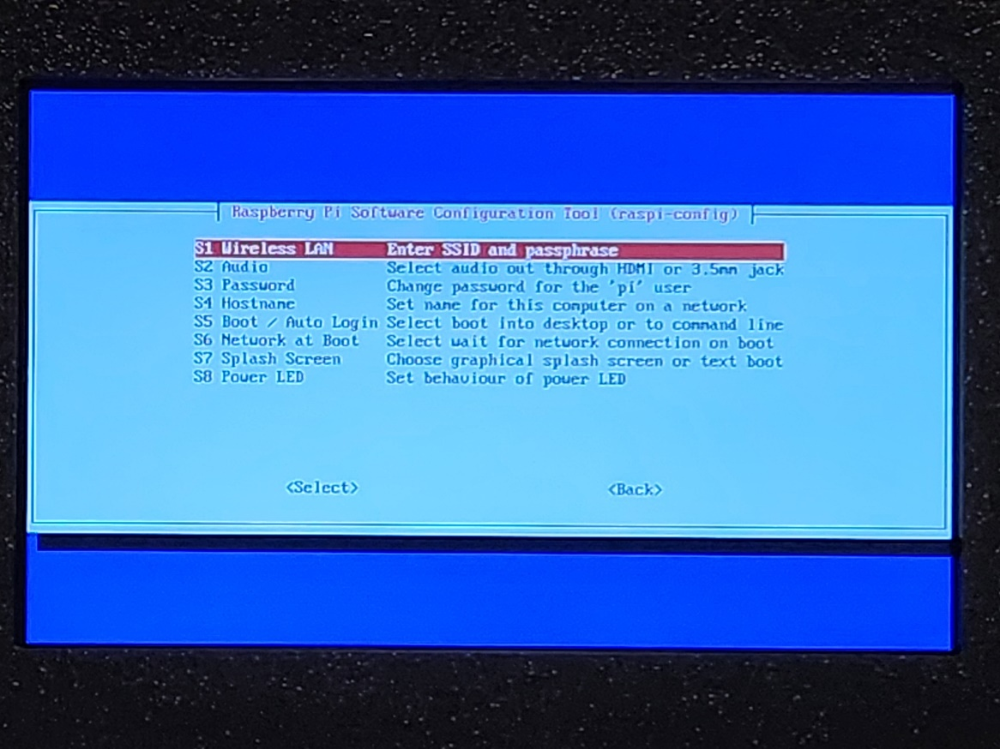 Raspberry Pi Software Configuration Tool (raspi-config)
S1 Wireless LAN Enter SSID and passphrase
S2 Audio Select audio out through HDMI or 3.5mm jack
S3 Password Change password for the 'pi' user
S4 Hostname Set name for this computer on a network
S5 Boot / Auto Login Select boot into desktop or to command line
S6 Network at Boot Select wait for network connection on boot
S7 Splash Screen Choose graphical splash screen or text boot
S8 Power LED Set behaviour of power LED
<Select> <Back>